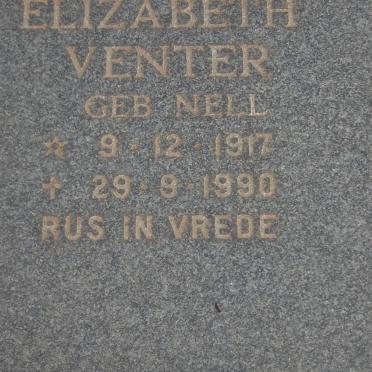 ELIZABETH
VENTER
GEB NELL
☆ 9-12-1917
✝ 29-9-1990
RUS IN VREDE